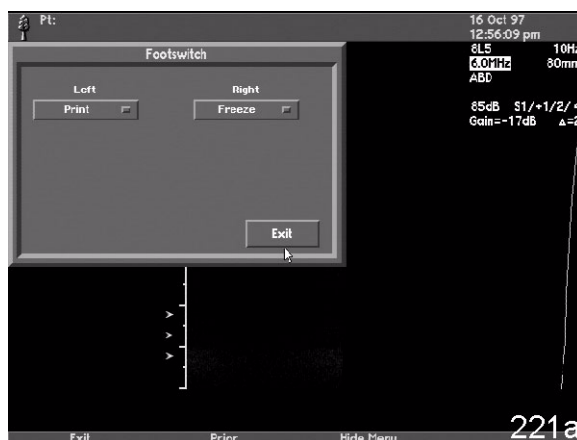 Pt:
16 Oct 97
12:56:09 pm
8L5 10Hz
6.0MHz 80mm
ABD
85dB S1/+1/2/
Gain=-17dB
Footswitch
Left Right
Print Freeze
Exit
Exit Prior Hide Menu
221a